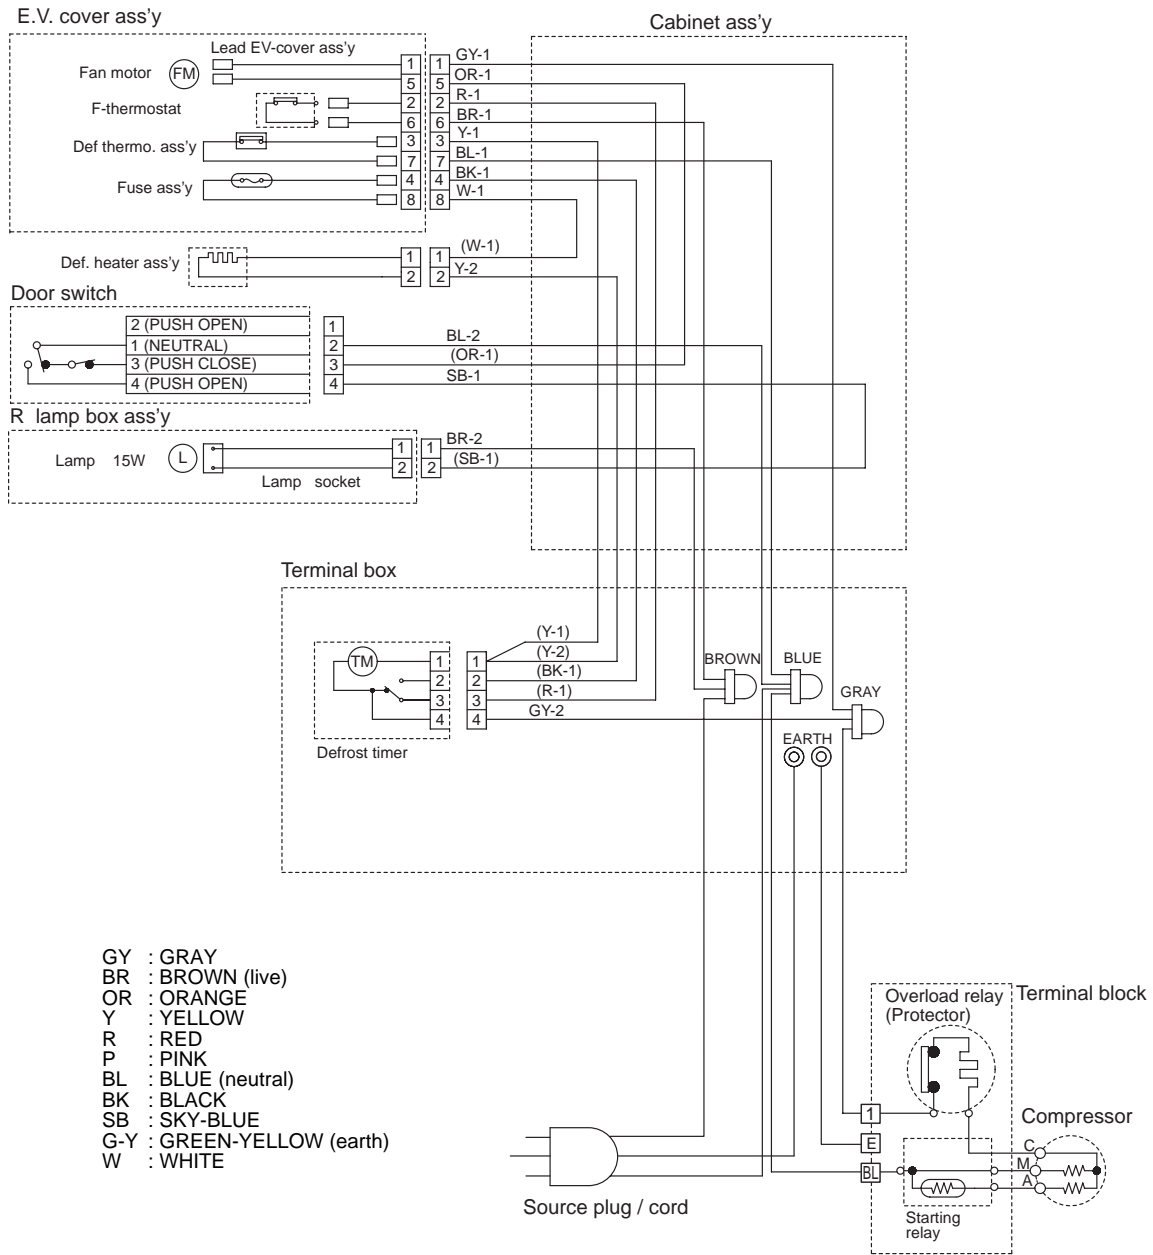 E.V. cover ass'y
Cabinet ass'y
Lead EV-cover ass'y
Fan motor FM
F-thermostat
Def thermo. ass'y
Fuse ass'y
1 1 GY-1
5 5 OR-1
2 2 R-1
6 6 BR-1
3 3 Y-1
7 7 BL-1
4 4 BK-1
8 8 W-1
Def. heater ass'y
1 1 (W-1)
2 2 Y-2
Door switch
2 (PUSH OPEN) 1
1 (NEUTRAL) 2 BL-2
3 (PUSH CLOSE) 3 (OR-1)
4 (PUSH OPEN) 4 SB-1
R lamp box ass'y
Lamp 15W L
1 1 BR-2
2 2 (SB-1)
Lamp socket
Terminal box
(Y-1)
TM 1 1 (Y-2)
2 2 (BK-1)
3 3 (R-1)
4 4 GY-2
Defrost timer
BROWN
BLUE
GRAY
EARTH
GY : GRAY
BR : BROWN (live)
OR : ORANGE
Y : YELLOW
R : RED
P : PINK
BL : BLUE (neutral)
BK : BLACK
SB : SKY-BLUE
G-Y : GREEN-YELLOW (earth)
W : WHITE
Source plug / cord
Overload relay
(Protector)
Terminal block
1
E
BL
Compressor
C
M
A
Starting
relay